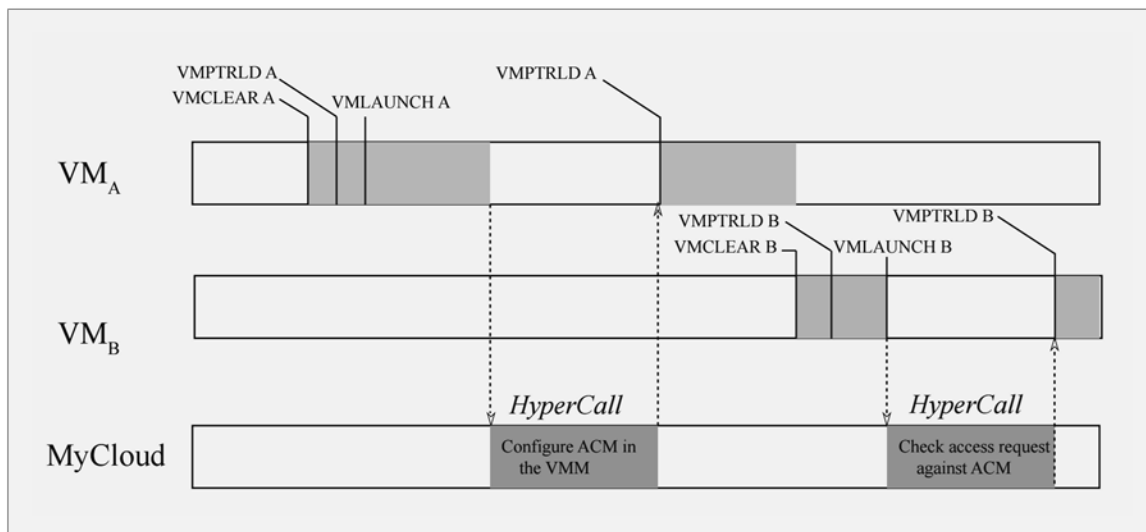 VMPTRLD A
VMPTRLD A
VMCLEAR A
VMLAUNCH A
VM_A
VMPTRLD B
VMPTRLD B
VMCLEAR B
VMLAUNCH B
VM_B
HyperCall
HyperCall
MyCloud
Configure ACM in
the VMM
Check access request
against ACM